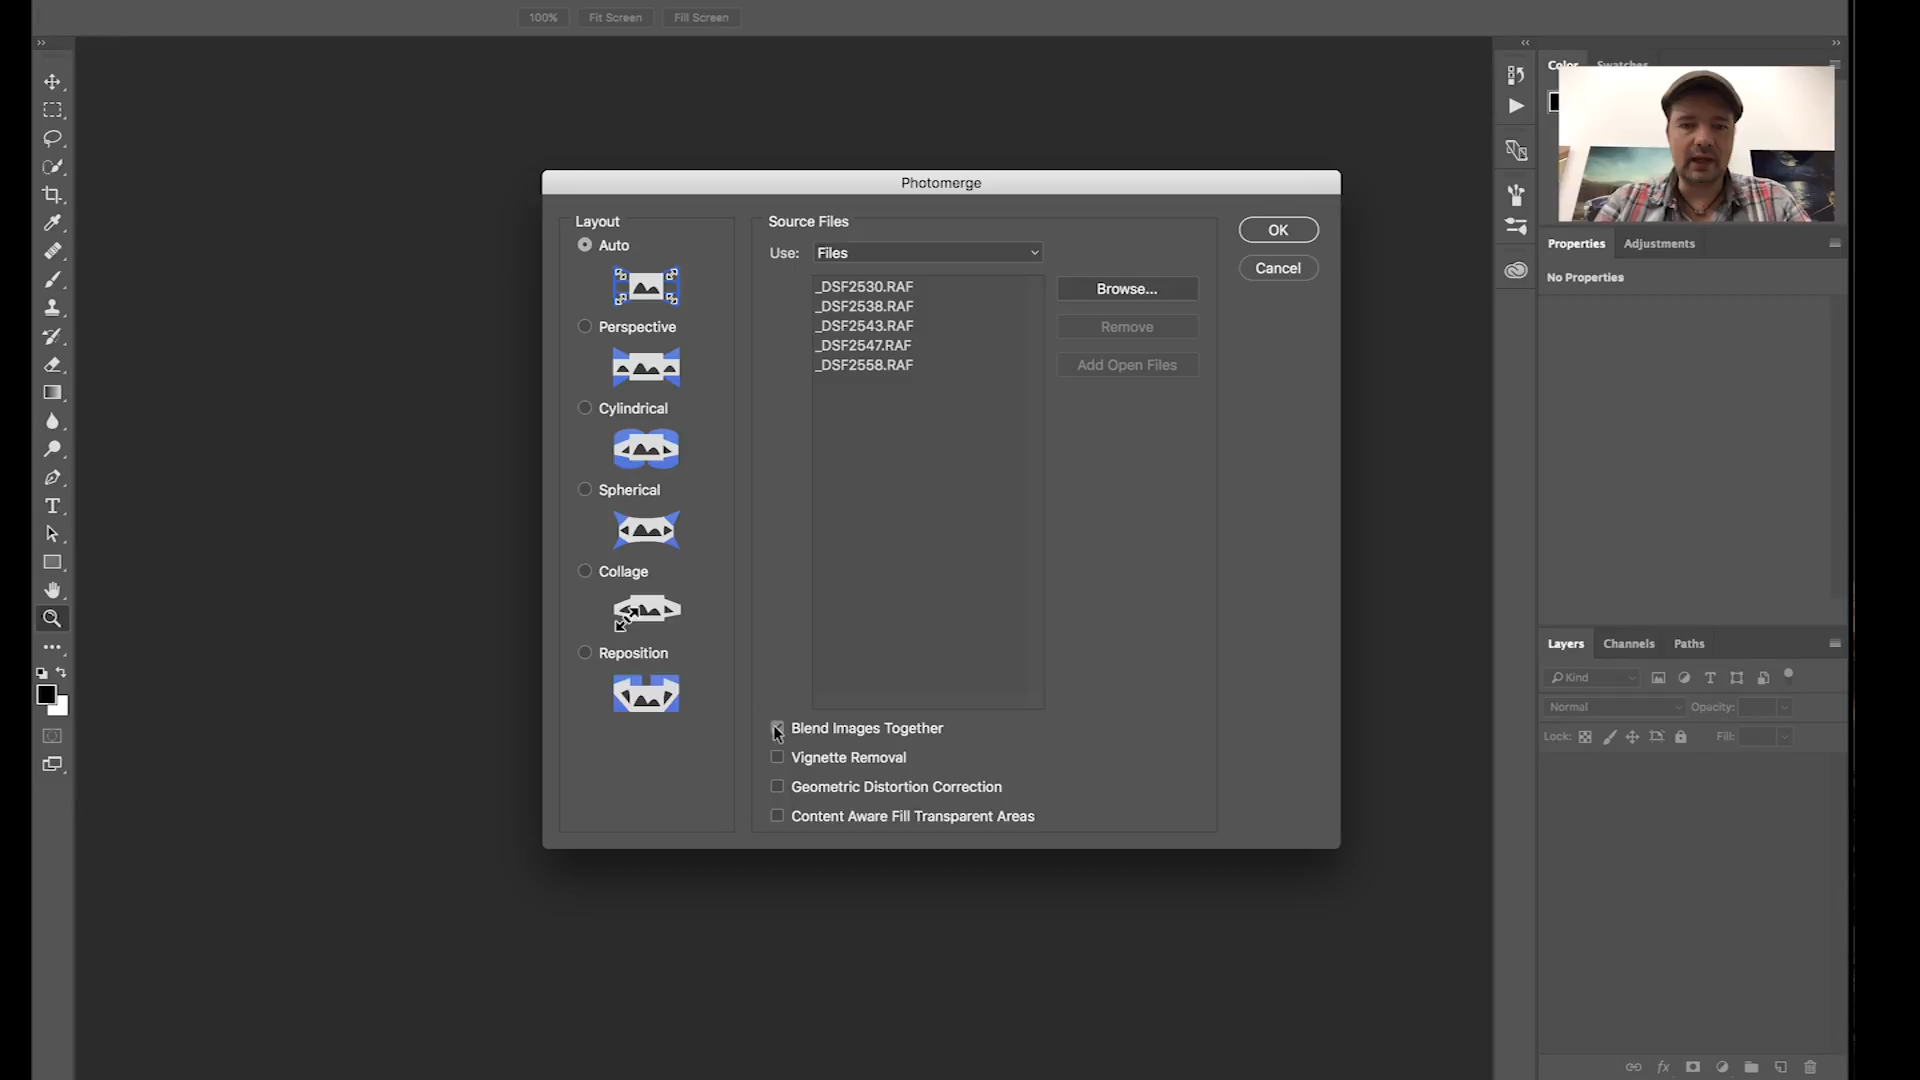 100%
Fit Screen
Fill Screen
Color
Swatches
Photomerge
Layout
Auto
Perspective
Cylindrical
Spherical
Collage
Reposition
Source Files
Use:
Files
_DSF2530.RAF
_DSF2538.RAF
_DSF2543.RAF
_DSF2547.RAF
_DSF2558.RAF
Browse...
Remove
Add Open Files
OK
Cancel
Blend Images Together
Vignette Removal
Geometric Distortion Correction
Content Aware Fill Transparent Areas
Properties
Adjustments
No Properties
Layers
Channels
Paths
Kind
Normal
Opacity:
Lock:
Fill: